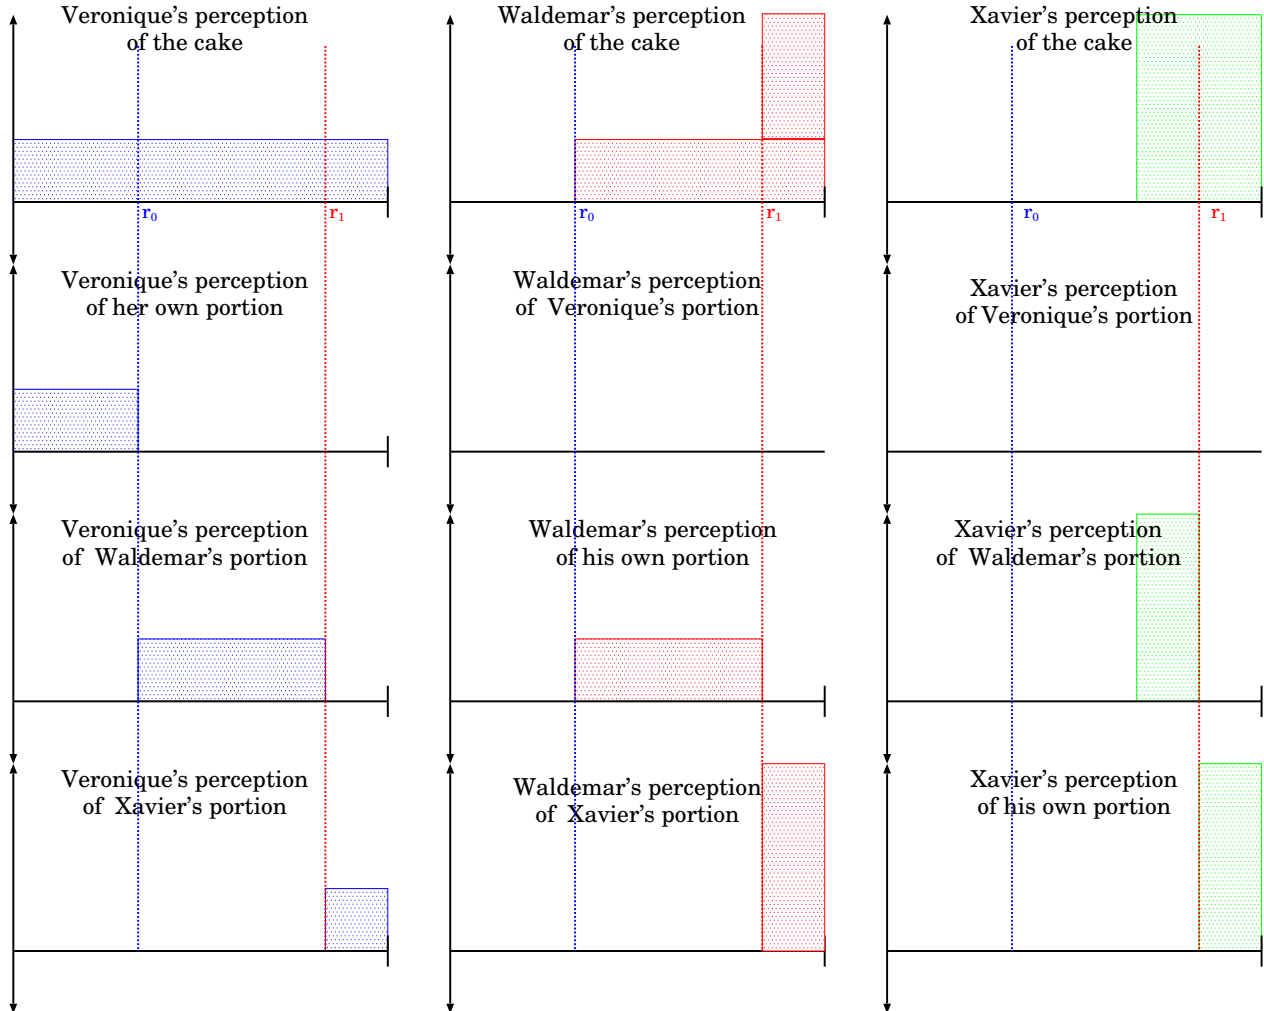 Veronique's perception
of the cake
Waldemar's perception
of the cake
Xavier's perception
of the cake
r₀
r₁
r₀
r₁
r₀
r₁
Veronique's perception
of her own portion
Waldemar's perception
of Veronique's portion
Xavier's perception
of Veronique's portion
Veronique's perception
of Waldemar's portion
Waldemar's perception
of his own portion
Xavier's perception
of Waldemar's portion
Veronique's perception
of Xavier's portion
Waldemar's perception
of Xavier's portion
Xavier's perception
of his own portion